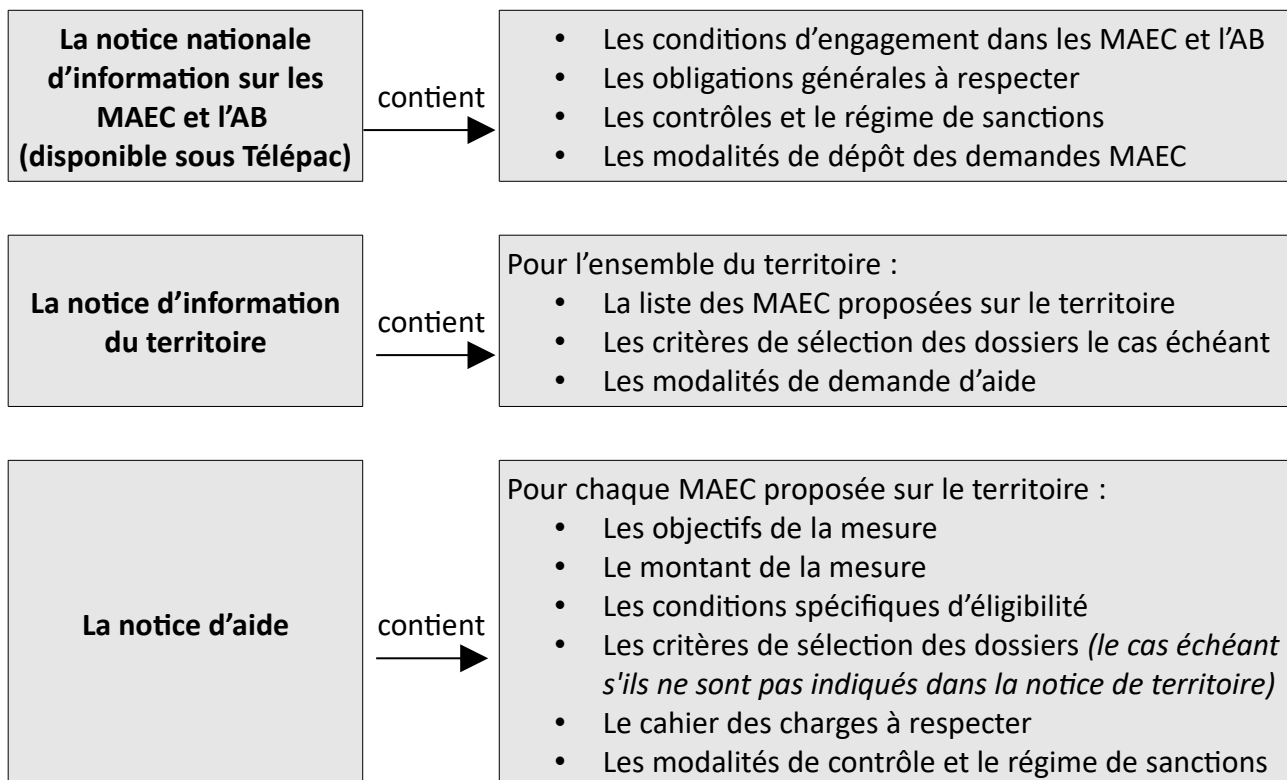 La notice nationale
d’information sur les
MAEC et l’AB
(disponible sous Télépac)
contient
• Les conditions d’engagement dans les MAEC et l’AB
• Les obligations générales à respecter
• Les contrôles et le régime de sanctions
• Les modalités de dépôt des demandes MAEC
La notice d’information
du territoire
contient
Pour l’ensemble du territoire :
• La liste des MAEC proposées sur le territoire
• Les critères de sélection des dossiers le cas échéant
• Les modalités de demande d’aide
La notice d’aide
contient
Pour chaque MAEC proposée sur le territoire :
• Les objectifs de la mesure
• Le montant de la mesure
• Les conditions spécifiques d’éligibilité
• Les critères de sélection des dossiers (le cas échéant
s'ils ne sont pas indiqués dans la notice de territoire)
• Le cahier des charges à respecter
• Les modalités de contrôle et le régime de sanctions